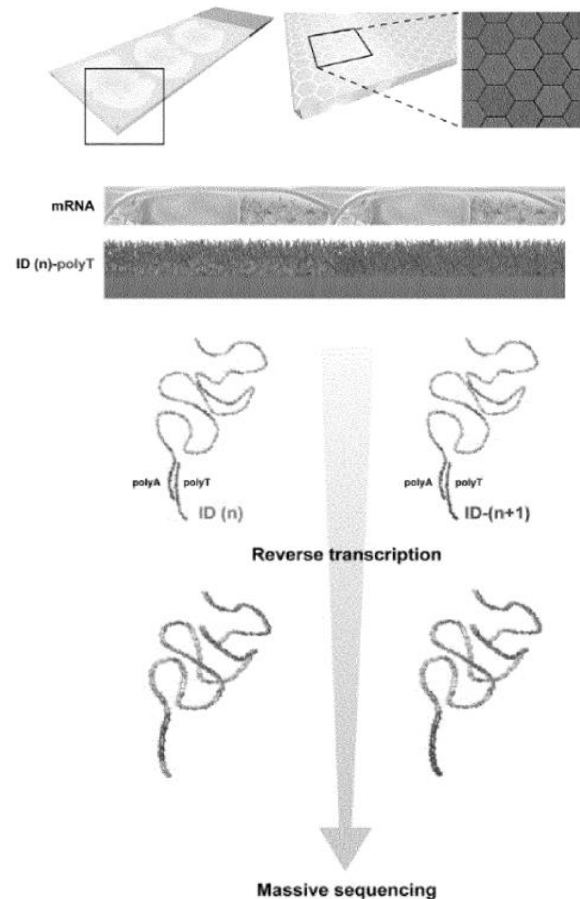 mRNA
ID (n)-polyT
polyA polyT
ID (n)
polyA polyT
ID-(n+1)
Reverse transcription
Massive sequencing